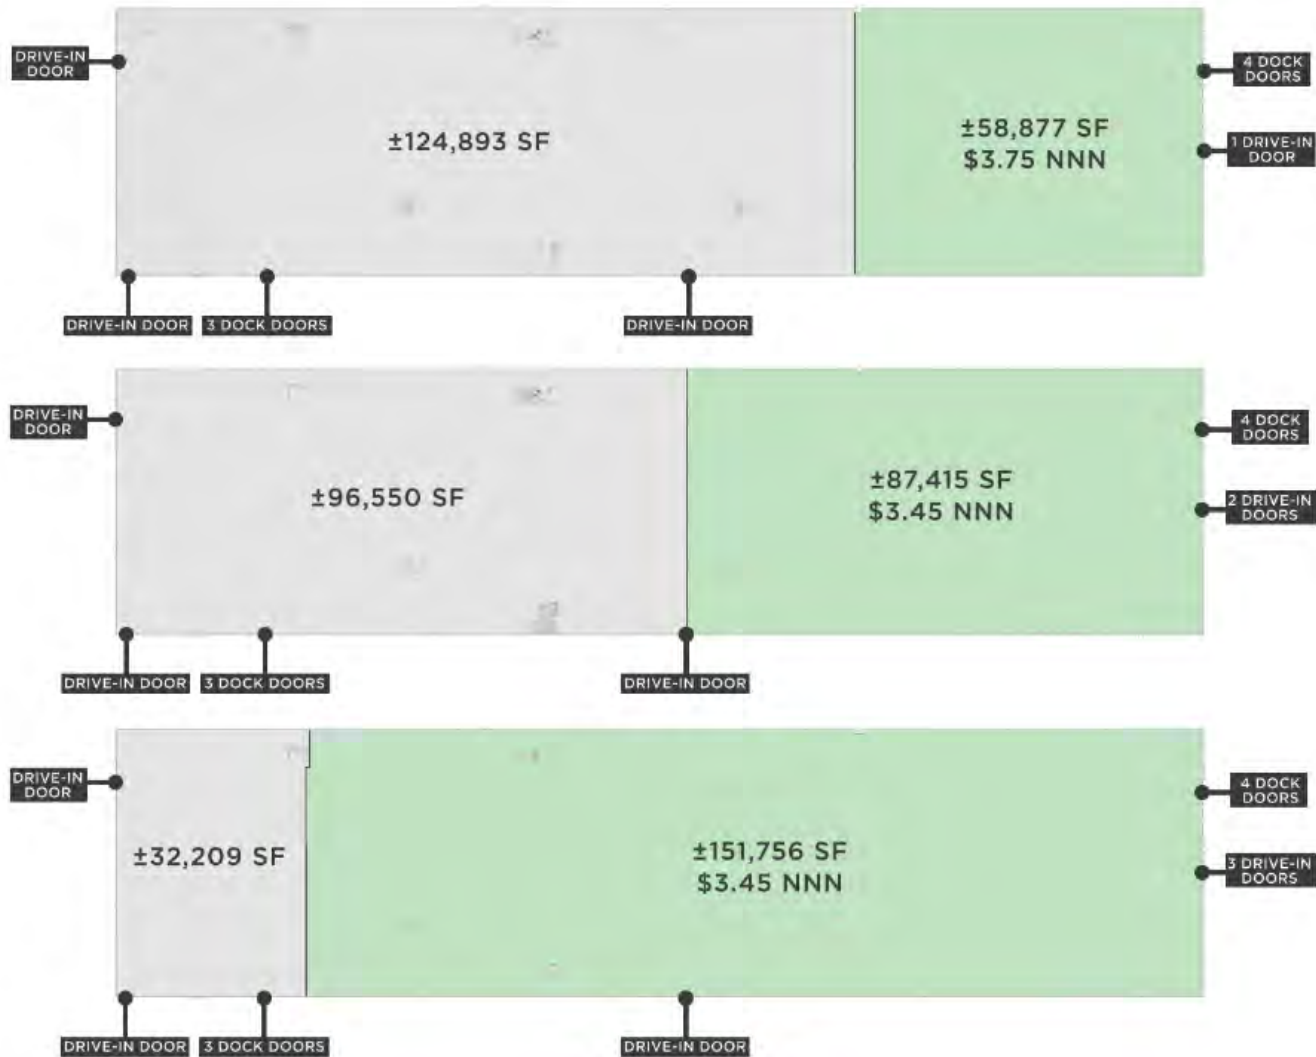 DRIVE-IN
DOOR
±124,893 SF
±58,877 SF
$3.75 NNN
4 DOCK
DOORS
1 DRIVE-IN
DOOR
DRIVE-IN DOOR
3 DOCK DOORS
DRIVE-IN DOOR
DRIVE-IN
DOOR
±96,550 SF
±87,415 SF
$3.45 NNN
4 DOCK
DOORS
2 DRIVE-IN
DOORS
DRIVE-IN DOOR
3 DOCK DOORS
DRIVE-IN DOOR
DRIVE-IN
DOOR
±32,209 SF
±151,756 SF
$3.45 NNN
4 DOCK
DOORS
3 DRIVE-IN
DOORS
DRIVE-IN DOOR
3 DOCK DOORS
DRIVE-IN DOOR